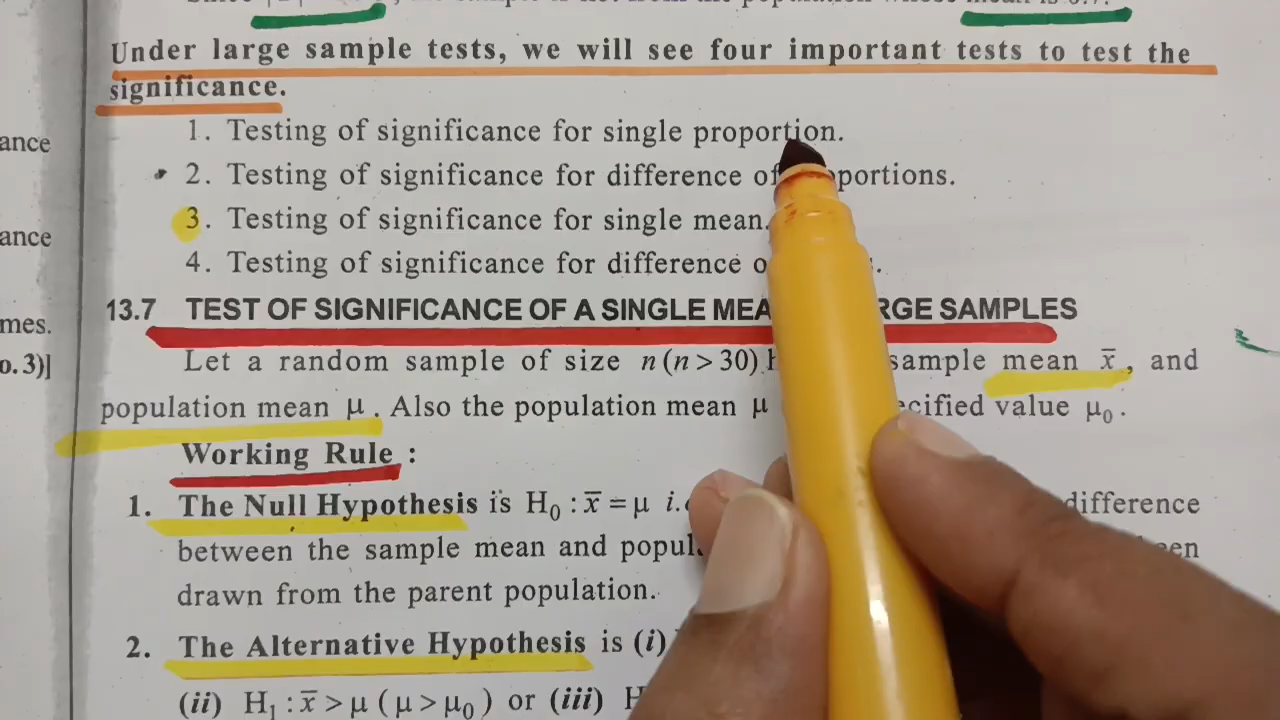 mean is 6.7.
Under large sample tests, we will see four important tests to test the
significance.
1. Testing of significance for single proportion.
2. Testing of significance for difference of
3. Testing of significance for single mean.
4. Testing of significance for difference
13.7 TEST OF SIGNIFICANCE OF A SINGLE SAMPLES
Let a random sample of size n (n > 30) sample mean x̄, and
population mean μ. Also the population mean μ value μ₀.
Working Rule :
1. The Null Hypothesis is H₀ : x̄ = μ difference
between the sample mean and
drawn from the parent population.
2. The Alternative Hypothesis is (i)
(ii) H₁ : x̄ > μ ( μ > μ₀ ) or (iii) H
ance
ance
mes.
o. 3)]